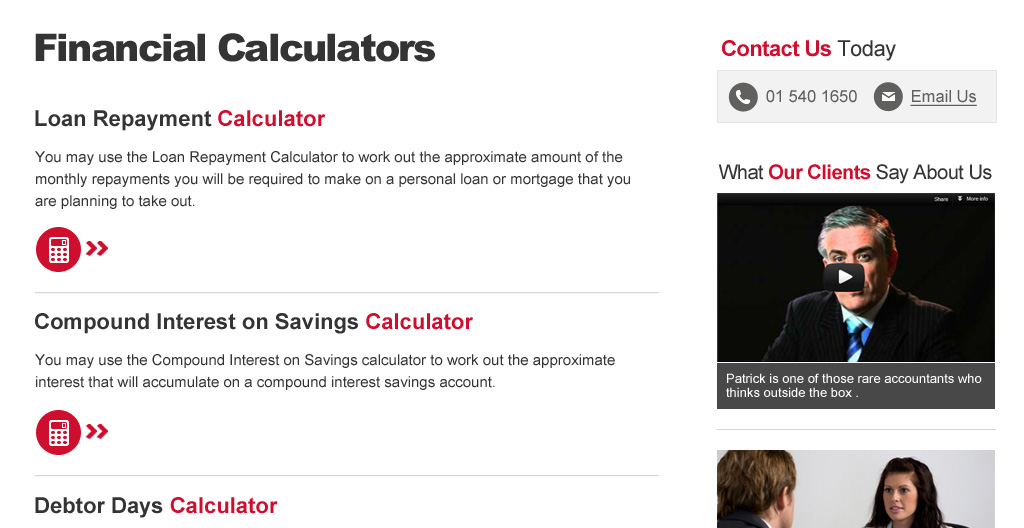 Financial Calculators
Loan Repayment Calculator
You may use the Loan Repayment Calculator to work out the approximate amount of the
monthly repayments you will be required to make on a personal loan or mortgage that you
are planning to take out.
Compound Interest on Savings Calculator
You may use the Compound Interest on Savings calculator to work out the approximate
interest that will accumulate on a compound interest savings account.
Debtor Days Calculator
Contact Us Today
01 540 1650 Email Us
What Our Clients Say About Us
Share More info
Patrick is one of those rare accountants who
thinks outside the box .